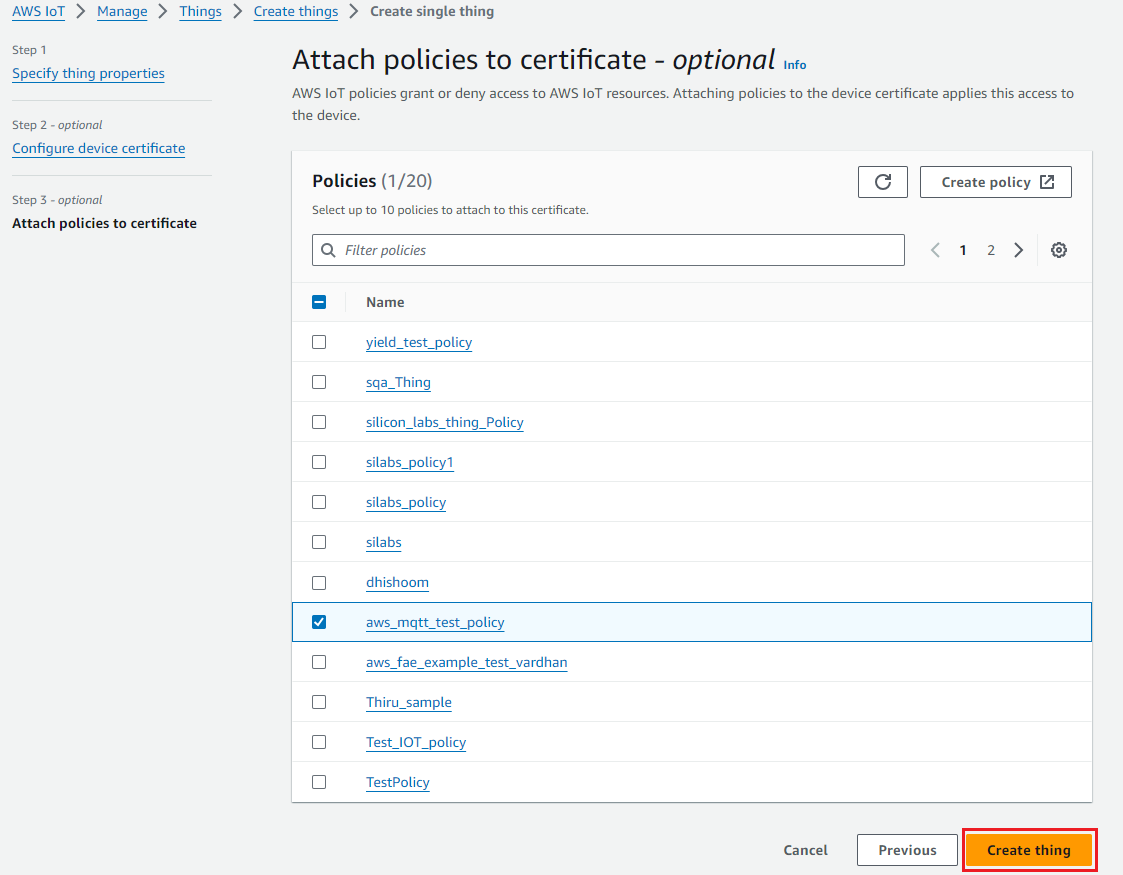 AWS IoT > Manage > Things > Create things > Create single thing
Step 1
Specify thing properties
Step 2 - optional
Configure device certificate
Step 3 - optional
Attach policies to certificate
Attach policies to certificate - optional Info
AWS IoT policies grant or deny access to AWS IoT resources. Attaching policies to the device certificate applies this access to
the device.
Policies (1/20)
Create policy
Select up to 10 policies to attach to this certificate.
Filter policies
1 2
Name
yield_test_policy
sqa_Thing
silicon_labs_thing_Policy
silabs_policy1
silabs_policy
silabs
dhishoom
aws_mqtt_test_policy
aws_fae_example_test_vardhan
Thiru_sample
Test_IOT_policy
TestPolicy
Cancel Previous Create thing